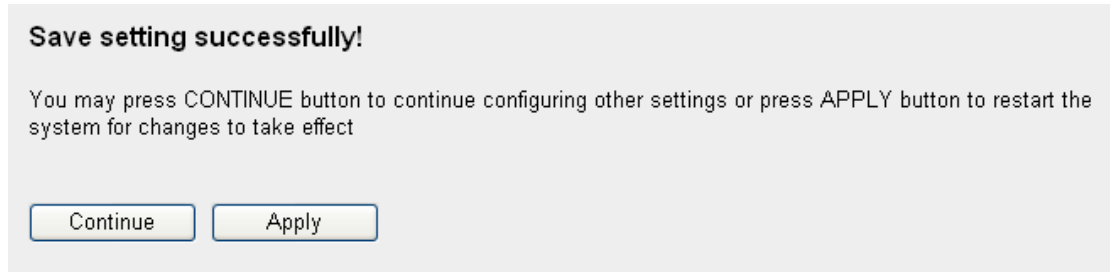 Save setting successfully!
You may press CONTINUE button to continue configuring other settings or press APPLY button to restart the
system for changes to take effect
Continue
Apply